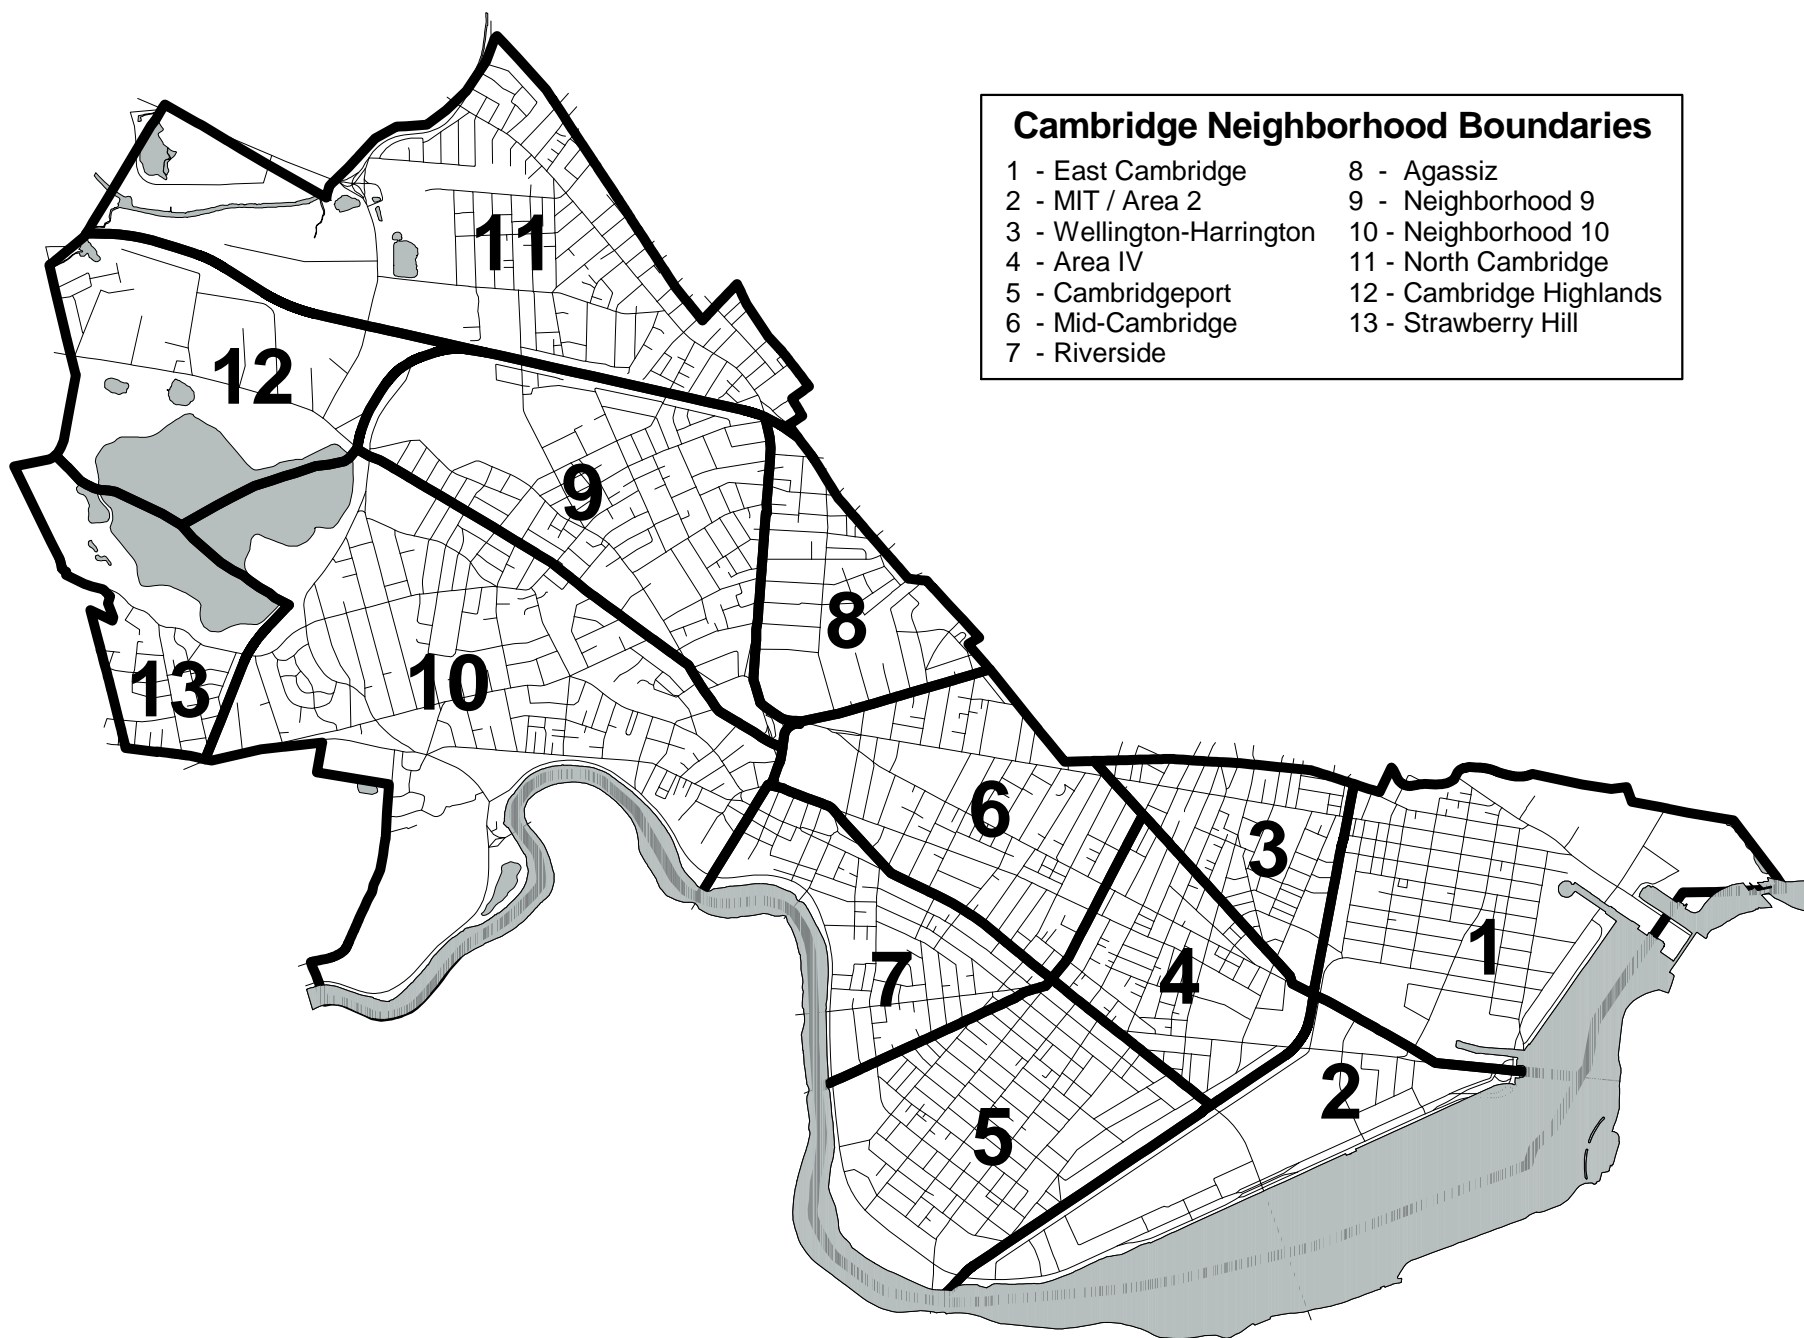 Cambridge Neighborhood Boundaries
1 - East Cambridge
2 - MIT / Area 2
3 - Wellington-Harrington
4 - Area IV
5 - Cambridgeport
6 - Mid-Cambridge
7 - Riverside
8 - Agassiz
9 - Neighborhood 9
10 - Neighborhood 10
11 - North Cambridge
12 - Cambridge Highlands
13 - Strawberry Hill
11
12
9
8
13
10
6
3
1
7
4
2
5